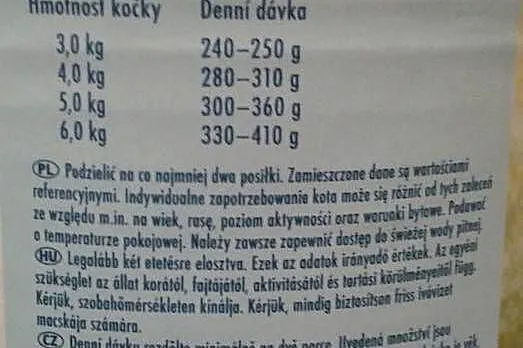 Hmotnost kočky Denní dávka
3,0 kg 240–250 g
4,0 kg 280–310 g
5,0 kg 300–360 g
6,0 kg 330–410 g
PL Podzielić na co najmniej dwa posiłki. Zamieszczone dane są wartościami
referencyjnymi. Indywidualne zapotrzebowanie kota może się różnić od tych zaleceń
ze względu m.in. na wiek, rasę, poziom aktywności oraz warunki bytowe. Podawać
o temperaturze pokojowej. Należy zawsze zapewnić dostęp do świeżej wody pitnej.
HU Legalább két etetésre elosztva. Ezek az adatok irányadó értékek. Az egyéni
szükséglet az állat korától, fajtájától, aktivitásától és tartási körülményeitől függ.
Kérjük, szobahőmérsékleten kínálja. Kérjük, mindig biztosítson friss ivóvizet
macskája számára.
CZ Denní dávku rozdělte minimálně na dvě porce. Uvedená množství jsou